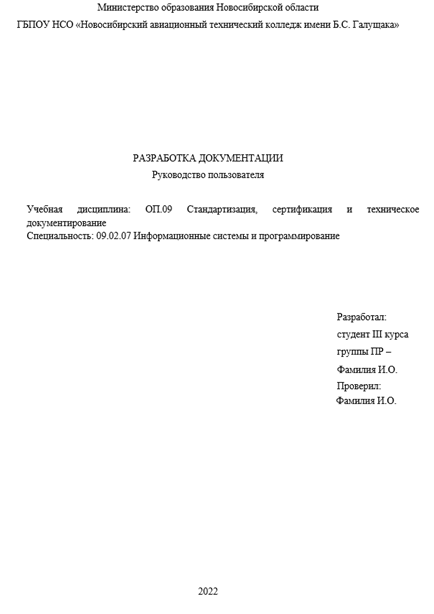 Министерство образования Новосибирской области
ГБПОУ НСО «Новосибирский авиационный технический колледж имени Б.С. Галущака»
РАЗРАБОТКА ДОКУМЕНТАЦИИ
Руководство пользователя
Учебная дисциплина: ОП.09 Стандартизация, сертификация и техническое
документирование
Специальность: 09.02.07 Информационные системы и программирование
Разработал:
студент III курса
группы ПР –
Фамилия И.О.
Проверил:
Фамилия И.О.
2022